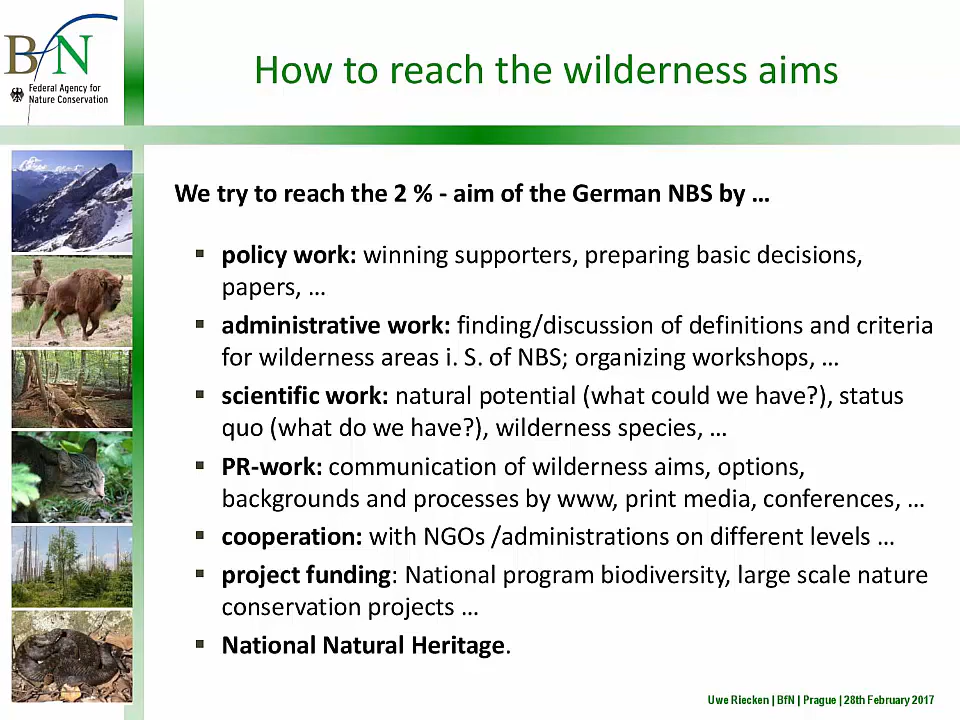 BfN
Federal Agency for
Nature Conservation
How to reach the wilderness aims
We try to reach the 2 % - aim of the German NBS by …
▪ policy work: winning supporters, preparing basic decisions,
papers, …
▪ administrative work: finding/discussion of definitions and criteria
for wilderness areas i. S. of NBS; organizing workshops, …
▪ scientific work: natural potential (what could we have?), status
quo (what do we have?), wilderness species, …
▪ PR-work: communication of wilderness aims, options,
backgrounds and processes by www, print media, conferences, …
▪ cooperation: with NGOs /administrations on different levels …
▪ project funding: National program biodiversity, large scale nature
conservation projects …
▪ National Natural Heritage.
Uwe Riecken | BfN | Prague | 28th February 2017